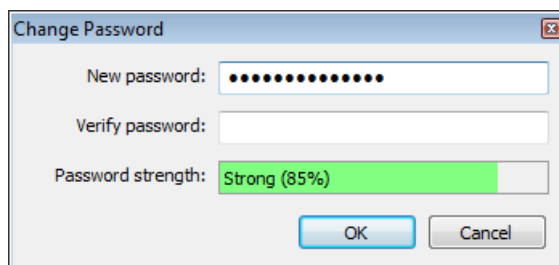 Change Password
New password: ••••••••••••••
Verify password:
Password strength: Strong (85%)
OK Cancel